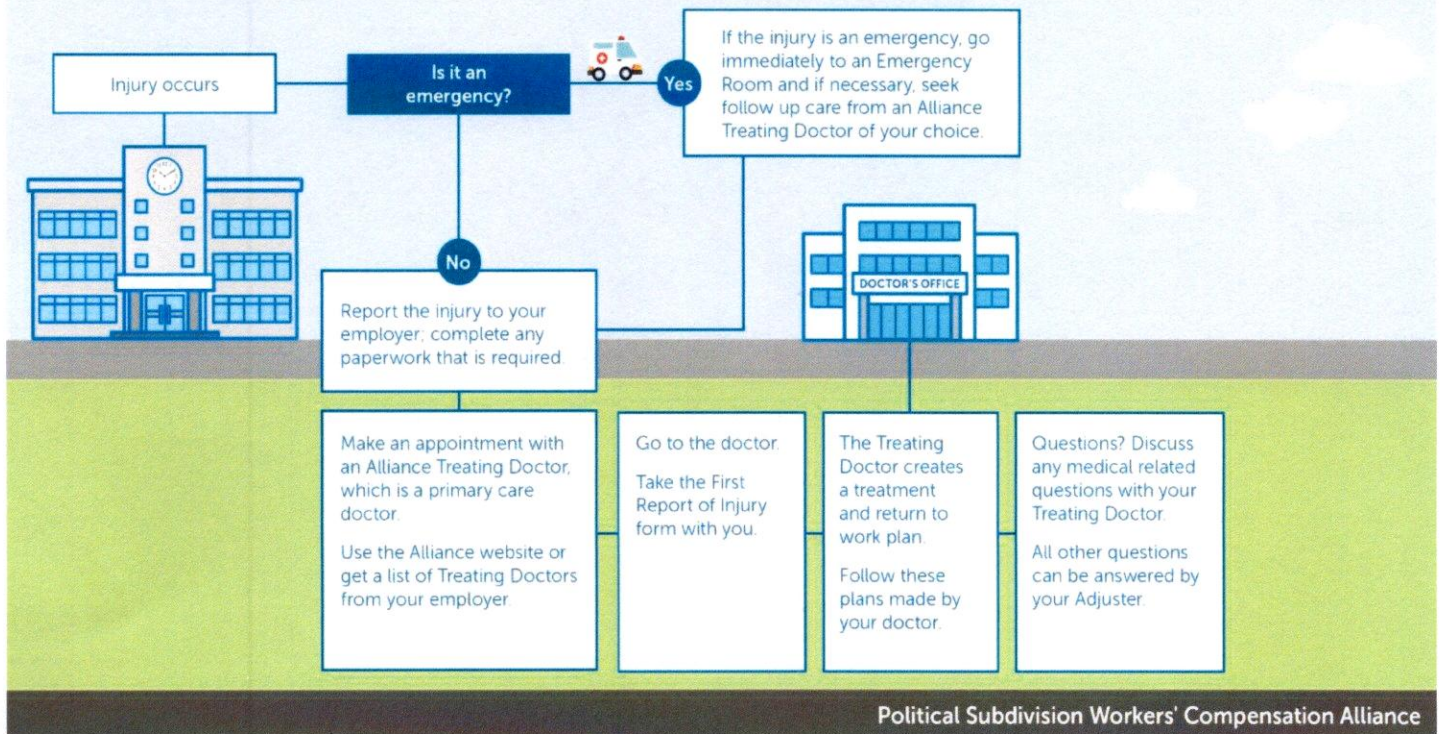 Injury occurs
Is it an
emergency?
Yes
If the injury is an emergency, go
immediately to an Emergency
Room and if necessary, seek
follow up care from an Alliance
Treating Doctor of your choice.
No
Report the injury to your
employer; complete any
paperwork that is required.
DOCTOR'S OFFICE
Make an appointment with
an Alliance Treating Doctor,
which is a primary care
doctor.
Use the Alliance website or
get a list of Treating Doctors
from your employer.
Go to the doctor.
Take the First
Report of Injury
form with you.
The Treating
Doctor creates
a treatment
and return to
work plan.
Follow these
plans made by
your doctor.
Questions? Discuss
any medical related
questions with your
Treating Doctor.
All other questions
can be answered by
your Adjuster.
Political Subdivision Workers' Compensation Alliance